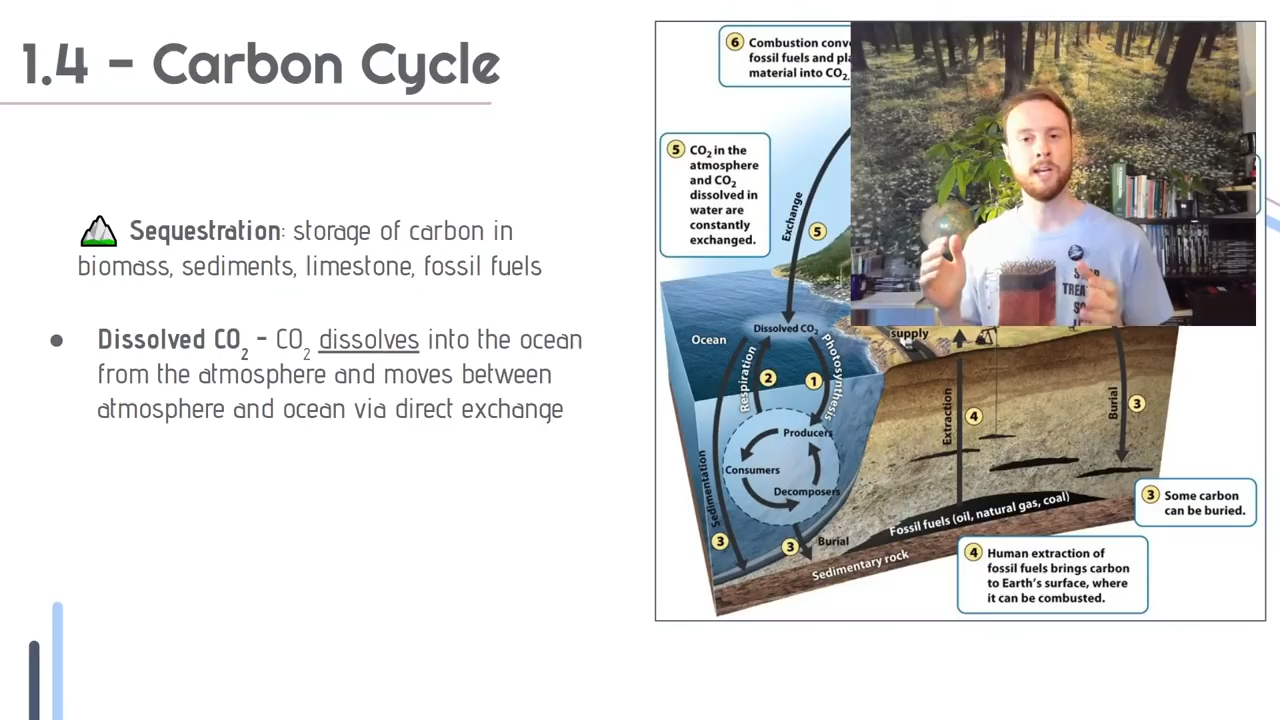 1.4 - Carbon Cycle
Sequestration: storage of carbon in
biomass, sediments, limestone, fossil fuels
● Dissolved CO2 - CO2 dissolves into the ocean
from the atmosphere and moves between
atmosphere and ocean via direct exchange
6 Combustion conve
fossil fuels and pla
material into CO2.
5 CO2 in the
atmosphere
and CO2
dissolved in
water are
constantly
exchanged.
Exchange
5
Dissolved CO2
Ocean
supply
Respiration
2
1
Photosynthesis
Producers
Consumers
Decomposers
Sedimentation
3
3
Burial
Extraction
4
Burial
3
Fossil fuels (oil, natural gas, coal)
Sedimentary rock
3 Some carbon
can be buried.
4 Human extraction of
fossil fuels brings carbon
to Earth's surface, where
it can be combusted.
TREA